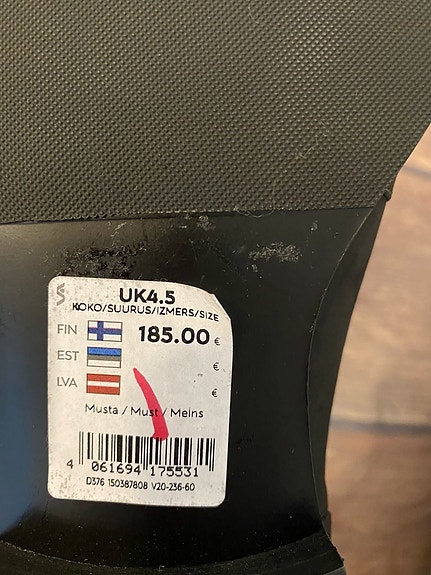 UK4.5
KOKO/SUURUS/IZMERS/SIZE
FIN 185.00 €
EST €
LVA €
Musta / Must / Melns
4 061694 175531
D376 150387808 V20-236-60